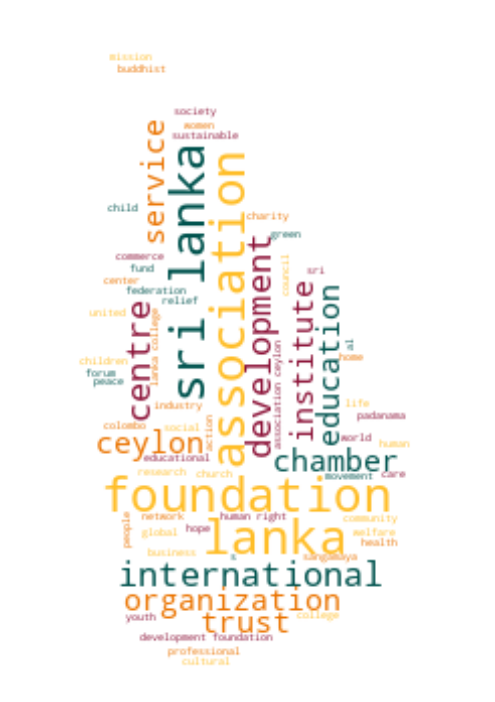 mission
buddhist
society
women
sustainable
service
sri lanka
association
child
charity
green
commerce
fund
center
federation
relief
development
council
sri
united
centre
lanka college
institute
education
al
home
children
forum
peace
association ceylon
industry
life
padanama
colombo
social
action
ceylon
world
human
educational
chamber
research
church
movement
care
foundation
people
network
human right
community
global
hope
lanka
welfare
health
business
s
sangamaya
international
organization
youth
trust
college
development foundation
professional
cultural